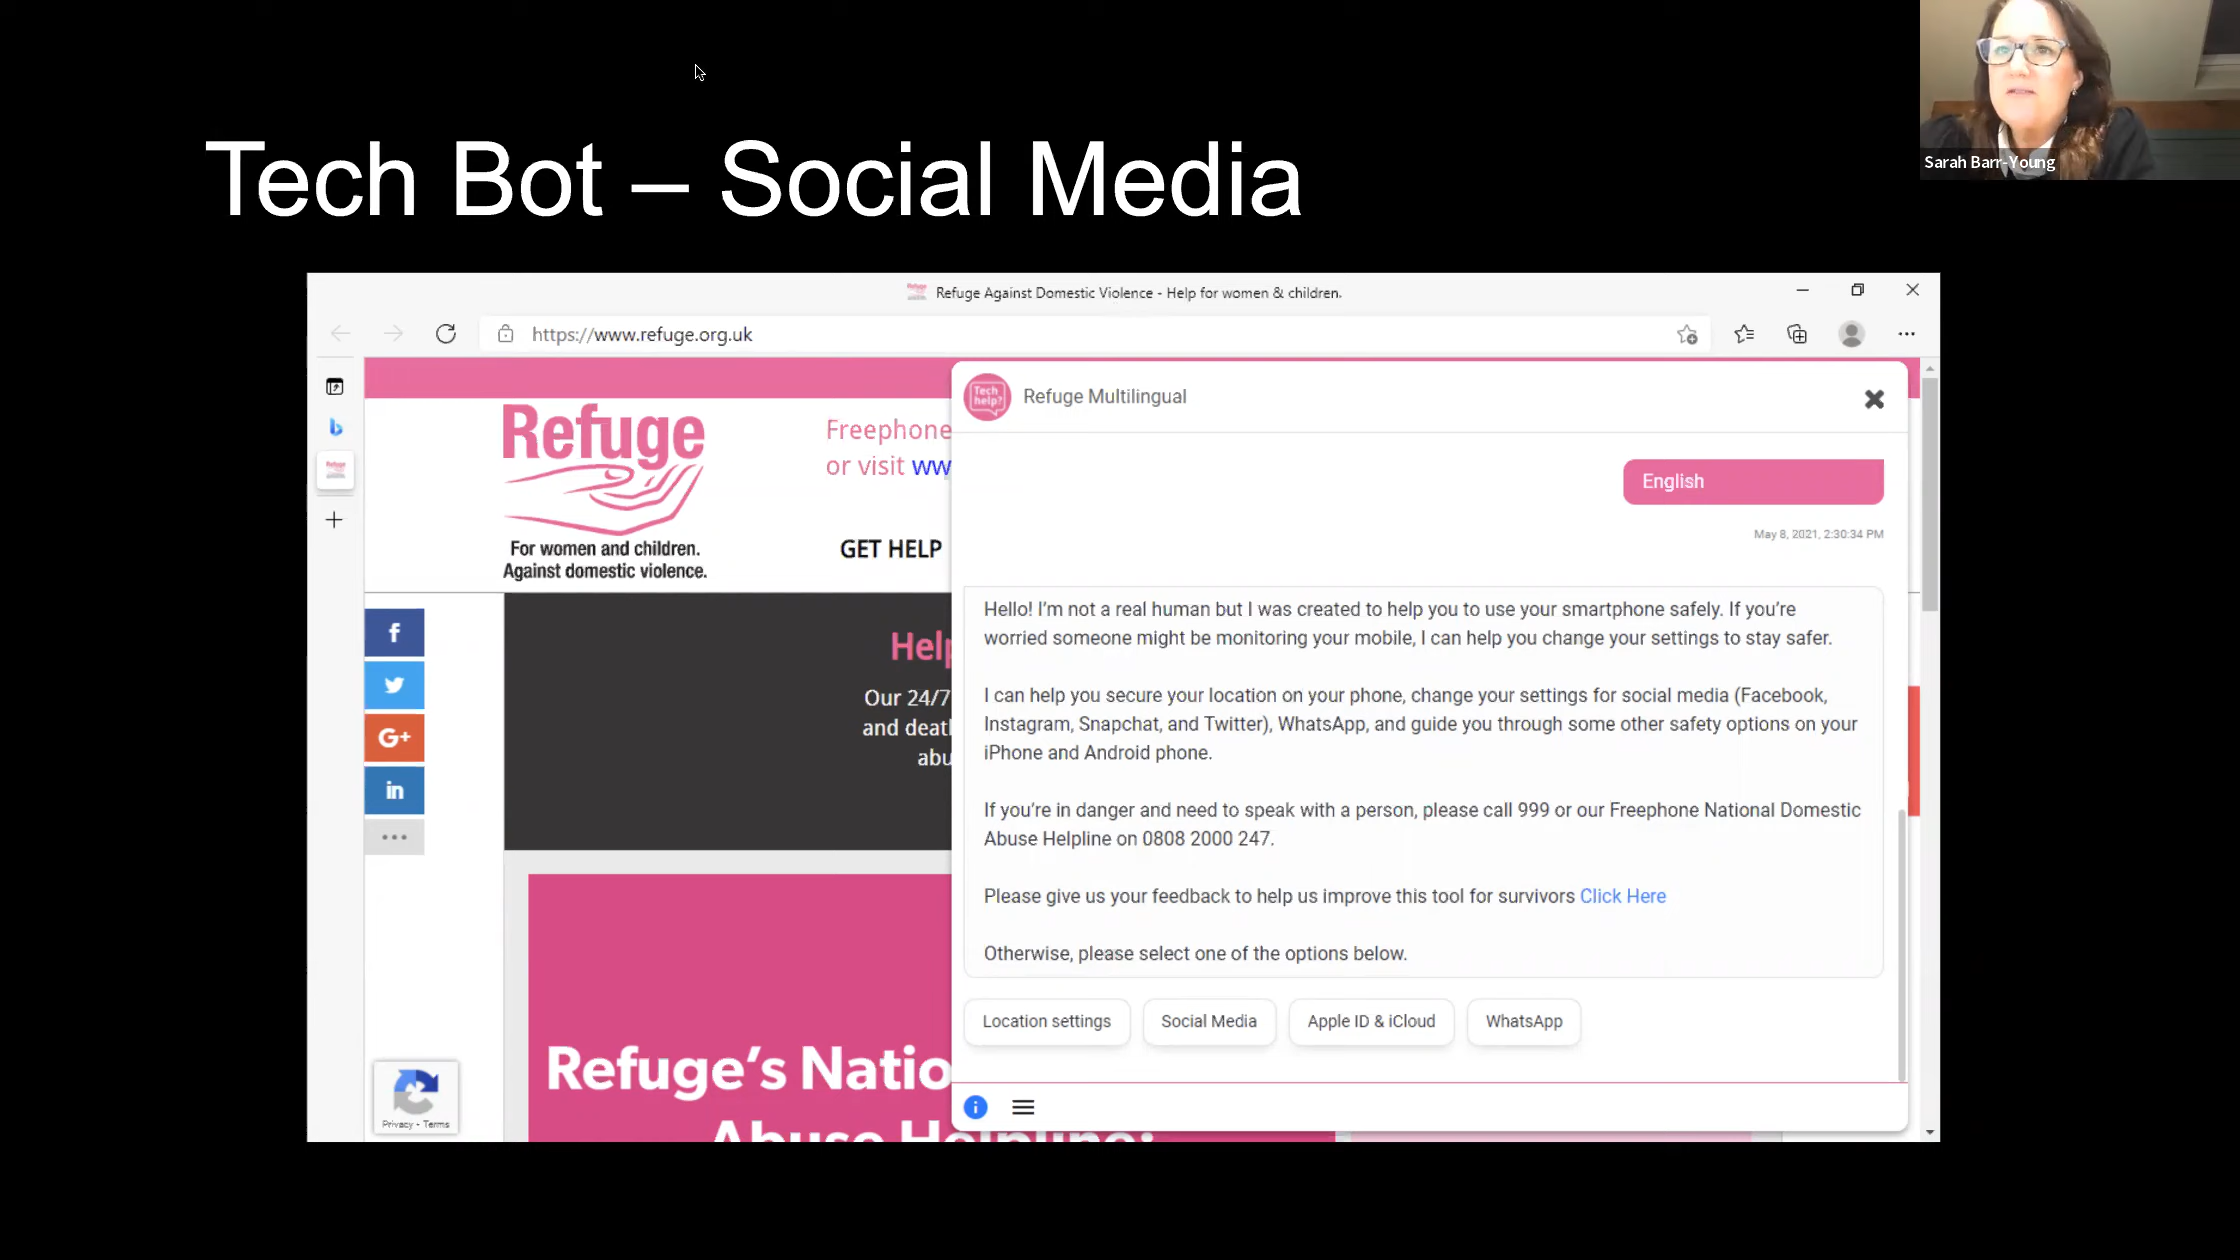 Sarah Barr-Young
Tech Bot – Social Media
Refuge Against Domestic Violence - Help for women & children.
https://www.refuge.org.uk
Refuge
For women and children.
Against domestic violence.
Freephone
or visit ww
GET HELP
Help
Our 24/7
and death
abu
Refuge's Natio
Abuse Helpline:
Privacy - Terms
Tech
help?
Refuge Multilingual
English
May 8, 2021, 2:30:34 PM
Hello! I'm not a real human but I was created to help you to use your smartphone safely. If you're
worried someone might be monitoring your mobile, I can help you change your settings to stay safer.
I can help you secure your location on your phone, change your settings for social media (Facebook,
Instagram, Snapchat, and Twitter), WhatsApp, and guide you through some other safety options on your
iPhone and Android phone.
If you're in danger and need to speak with a person, please call 999 or our Freephone National Domestic
Abuse Helpline on 0808 2000 247.
Please give us your feedback to help us improve this tool for survivors Click Here
Otherwise, please select one of the options below.
Location settings
Social Media
Apple ID & iCloud
WhatsApp